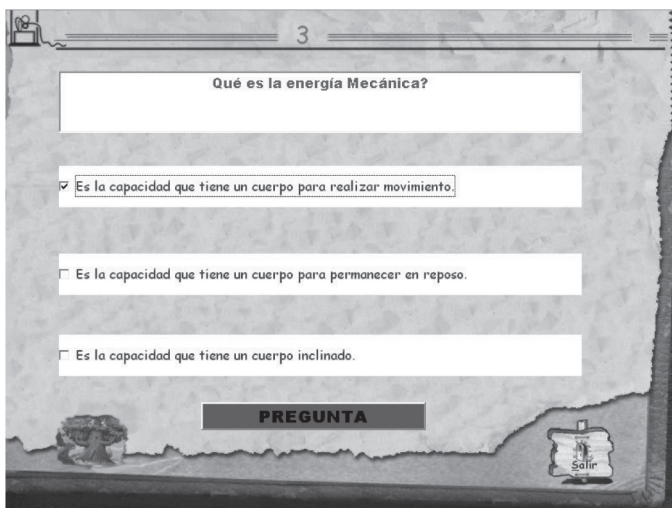 3
Qué es la energía Mecánica?
Es la capacidad que tiene un cuerpo para realizar movimiento.
Es la capacidad que tiene un cuerpo para permanecer en reposo.
Es la capacidad que tiene un cuerpo inclinado.
PREGUNTA
Salir